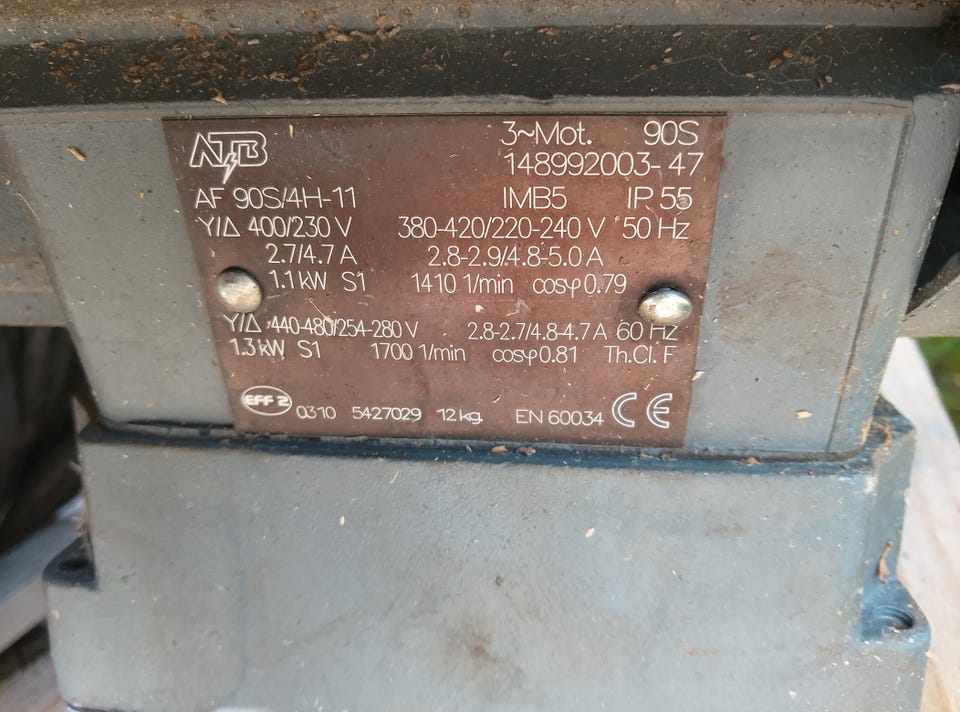 ATB
3~Mot. 90S
148992003-47
AF 90S/4H-11 IMB5 IP 55
Y/Δ 400/230 V 380-420/220-240 V 50 Hz
2.7/4.7 A 2.8-2.9/4.8-5.0 A
1.1 kW S1 1410 1/min cosφ 0.79
Y/Δ 440-480/254-280 V 2.8-2.7/4.8-4.7 A 60 Hz
1.3 kW S1 1700 1/min cosφ 0.81 Th.Cl. F
EFF 2 0310 5427029 12 kg EN 60034 CE